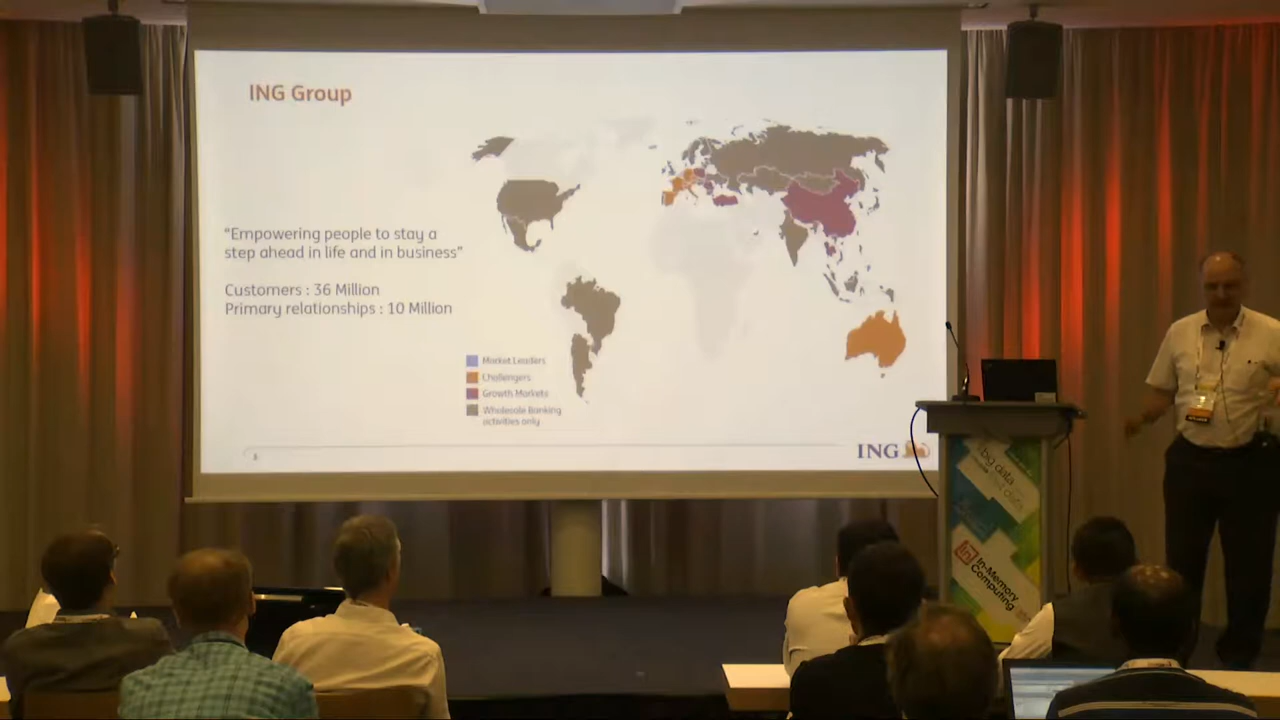 ING Group
“Empowering people to stay a
step ahead in life and in business”
Customers : 36 Million
Primary relationships : 10 Million
Market Leaders
Challengers
Growth Markets
Wholesale Banking
activities only
ING
big data
In-Memory
Computing